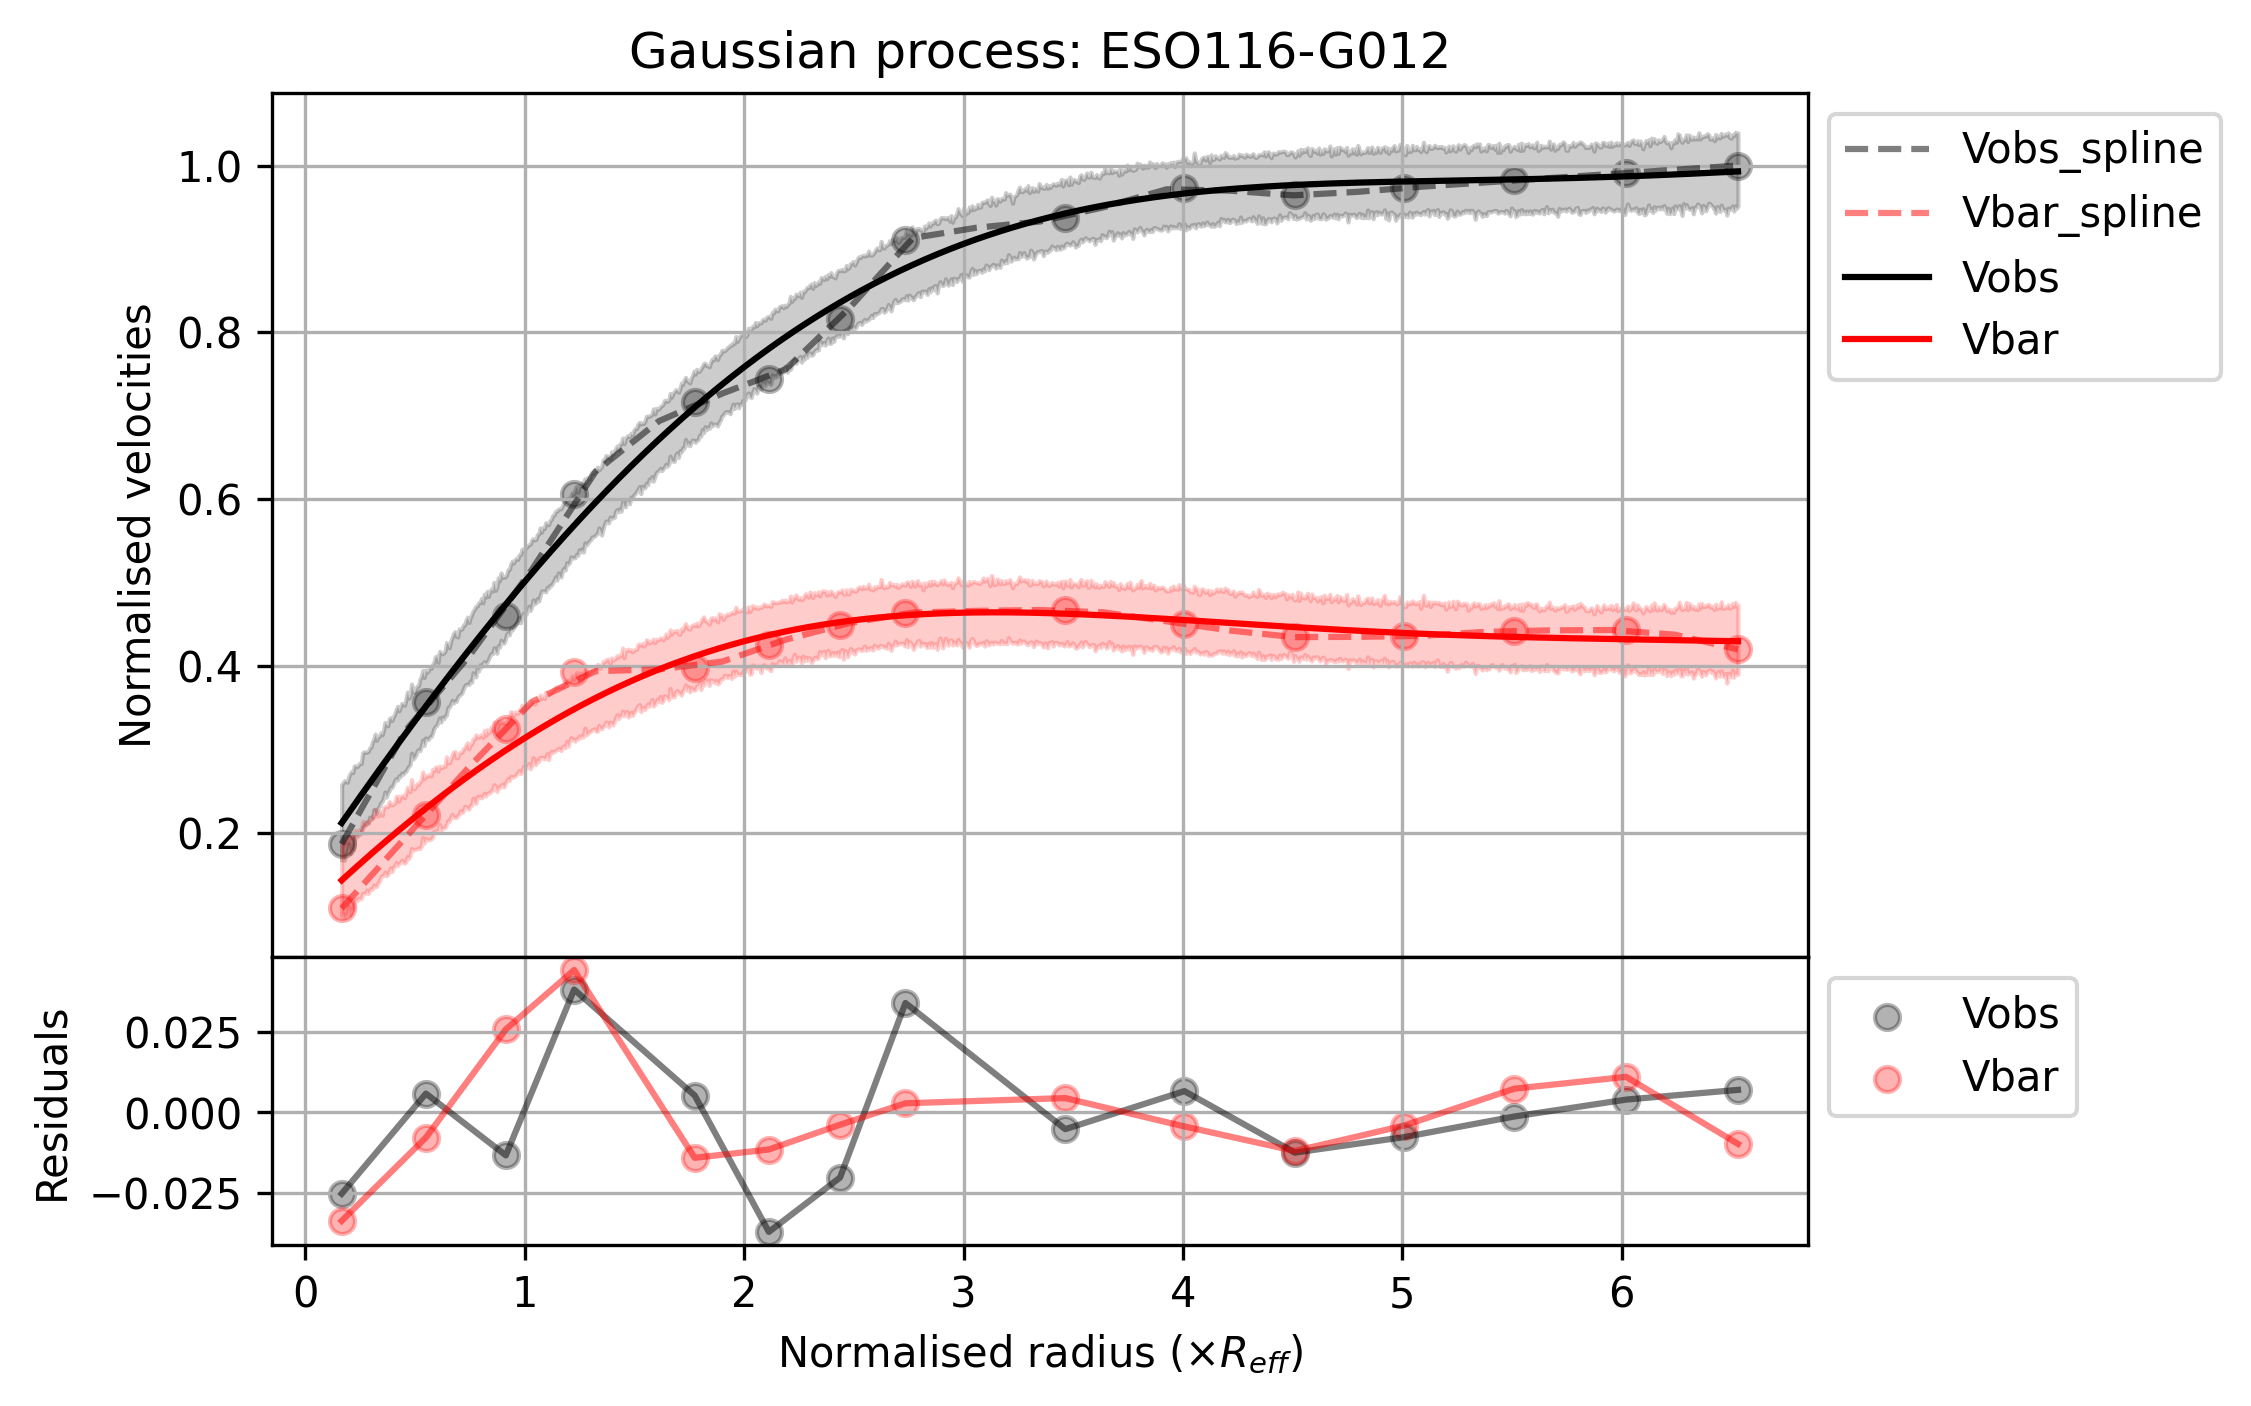 Gaussian process: ESO116-G012
Normalised velocities
1.0
0.8
0.6
0.4
0.2
Vobs_spline
Vbar_spline
Vobs
Vbar
Residuals
0.025
0.000
−0.025
Vobs
Vbar
0 1 2 3 4 5 6
Normalised radius (×R_eff)